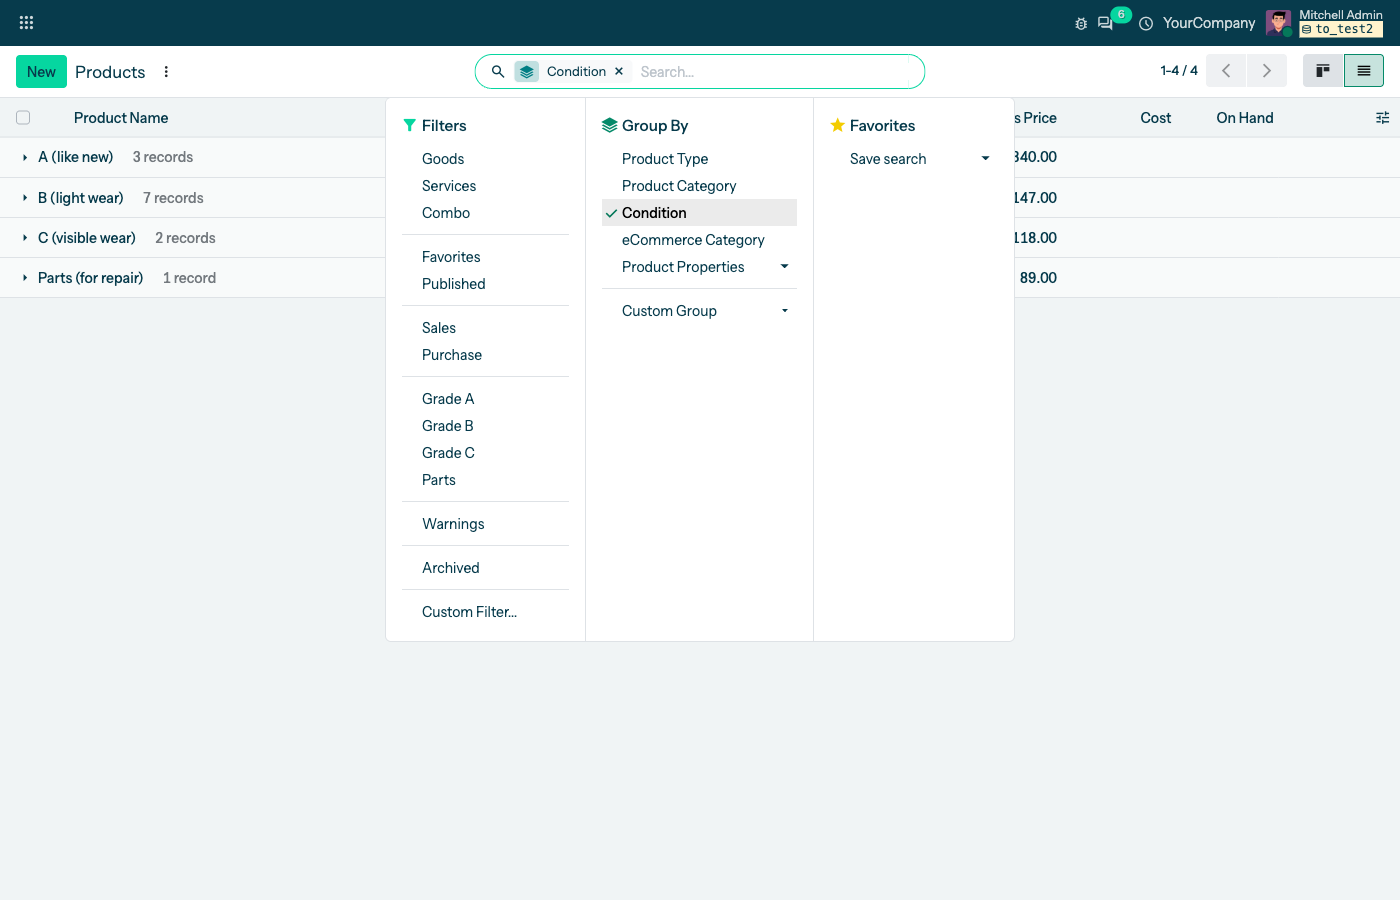 6
YourCompany
Mitchell Admin
to_test2
New
Products
Condition
Search...
1-4 / 4
Product Name
s Price
Cost
On Hand
A (like new) 3 records
340.00
B (light wear) 7 records
147.00
C (visible wear) 2 records
118.00
Parts (for repair) 1 record
89.00
Filters
Goods
Services
Combo
Favorites
Published
Sales
Purchase
Grade A
Grade B
Grade C
Parts
Warnings
Archived
Custom Filter...
Group By
Product Type
Product Category
Condition
eCommerce Category
Product Properties
Custom Group
Favorites
Save search